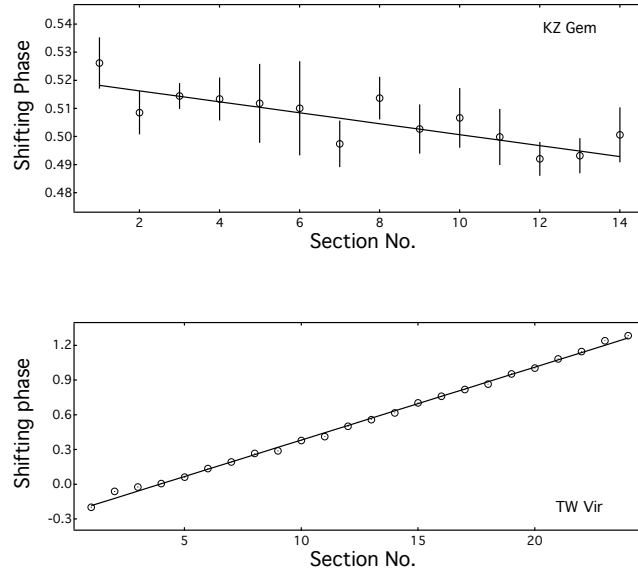 KZ Gem
Shifting Phase
0.54
0.53
0.52
0.51
0.50
0.49
0.48
2 4 6 8 10 12 14
Section No.
Shifting phase
1.2
0.9
0.6
0.3
0.0
-0.3
TW Vir
5 10 15 20
Section No.